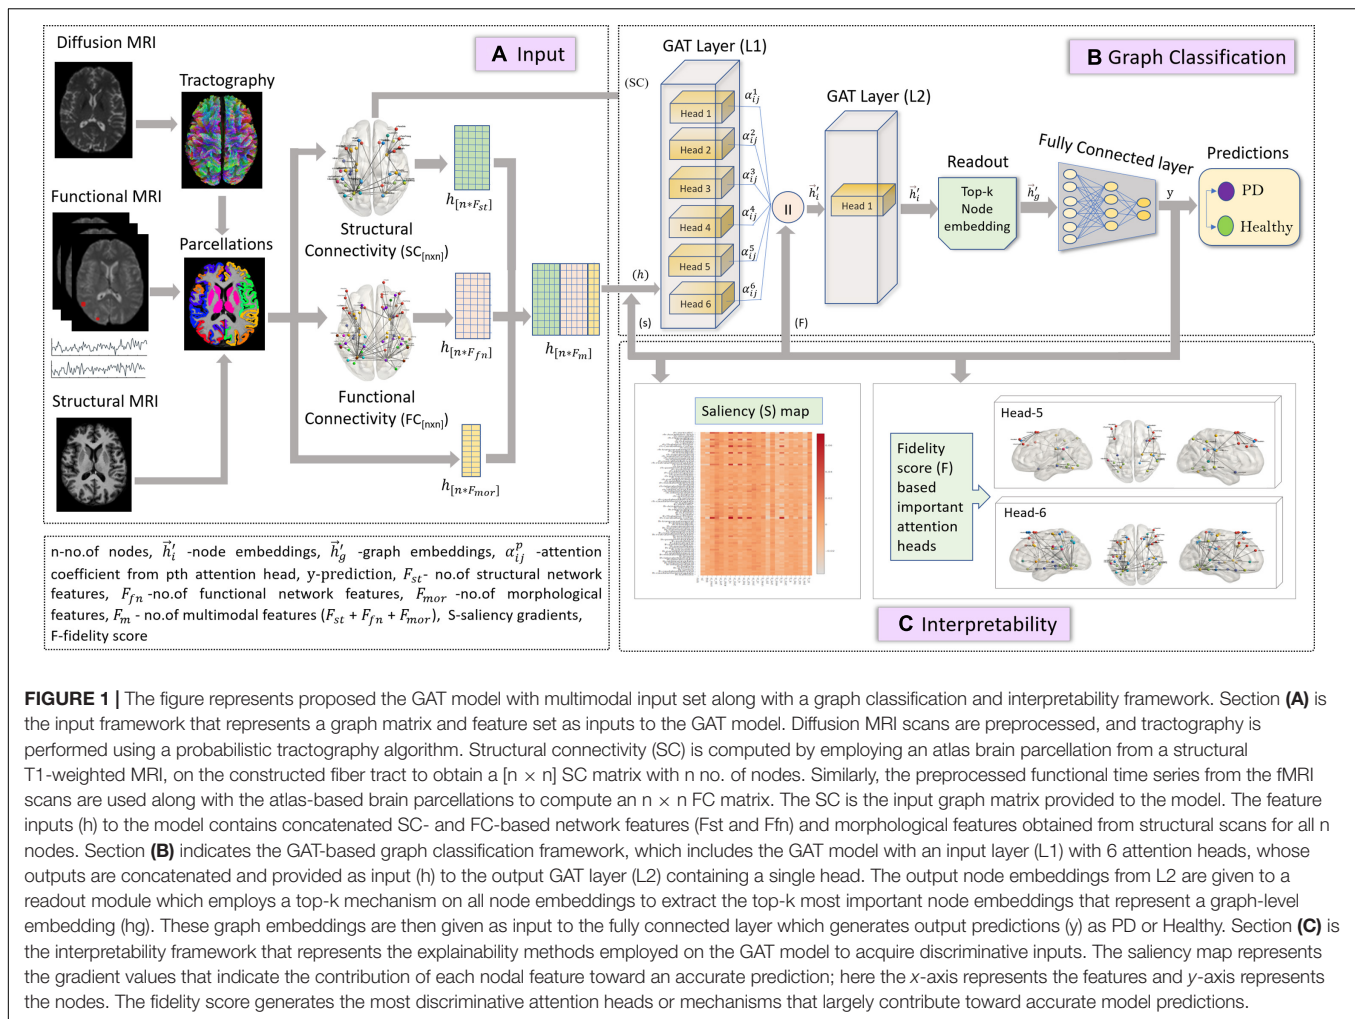 A Input
Diffusion MRI
Tractography
Functional MRI
Parcellations
Structural MRI
Structural
Connectivity (SC[nxn])
Functional
Connectivity (FC[nxn])
h[n*Fst]
h[n*Ffn]
h[n*Fm]
h[n*Fmor]
B Graph Classification
GAT Layer (L1)
(SC)
(h)
(s)
Head 1
Head 2
Head 3
Head 4
Head 5
Head 6
α¹ij
α²ij
α³ij
α⁴ij
α⁵ij
α⁶ij
II
(F)
h⃗′i
GAT Layer (L2)
Head 1
h⃗′i
Readout
Top-k
Node
embedding
h⃗′g
Fully Connected layer
y
Predictions
PD
Healthy
Saliency (S) map
Fidelity
score (F)
based
important
attention
heads
Head-5
Head-6
C Interpretability
n-no.of nodes, h⃗′i -node embeddings, h⃗′g -graph embeddings, αᵖij -attention
coefficient from pth attention head, y-prediction, Fst- no.of structural network
features, Ffn -no.of functional network features, Fmor -no.of morphological
features, Fm - no.of multimodal features (Fst + Ffn + Fmor), S-saliency gradients,
F-fidelity score
FIGURE 1 | The figure represents proposed the GAT model with multimodal input set along with a graph classification and interpretability framework. Section (A) is
the input framework that represents a graph matrix and feature set as inputs to the GAT model. Diffusion MRI scans are preprocessed, and tractography is
performed using a probabilistic tractography algorithm. Structural connectivity (SC) is computed by employing an atlas brain parcellation from a structural
T1-weighted MRI, on the constructed fiber tract to obtain a [n × n] SC matrix with n no. of nodes. Similarly, the preprocessed functional time series from the fMRI
scans are used along with the atlas-based brain parcellations to compute an n × n FC matrix. The SC is the input graph matrix provided to the model. The feature
inputs (h) to the model contains concatenated SC- and FC-based network features (Fst and Ffn) and morphological features obtained from structural scans for all n
nodes. Section (B) indicates the GAT-based graph classification framework, which includes the GAT model with an input layer (L1) with 6 attention heads, whose
outputs are concatenated and provided as input (h) to the output GAT layer (L2) containing a single head. The output node embeddings from L2 are given to a
readout module which employs a top-k mechanism on all node embeddings to extract the top-k most important node embeddings that represent a graph-level
embedding (hg). These graph embeddings are then given as input to the fully connected layer which generates output predictions (y) as PD or Healthy. Section (C) is
the interpretability framework that represents the explainability methods employed on the GAT model to acquire discriminative inputs. The saliency map represents
the gradient values that indicate the contribution of each nodal feature toward an accurate prediction; here the x-axis represents the features and y-axis represents
the nodes. The fidelity score generates the most discriminative attention heads or mechanisms that largely contribute toward accurate model predictions.